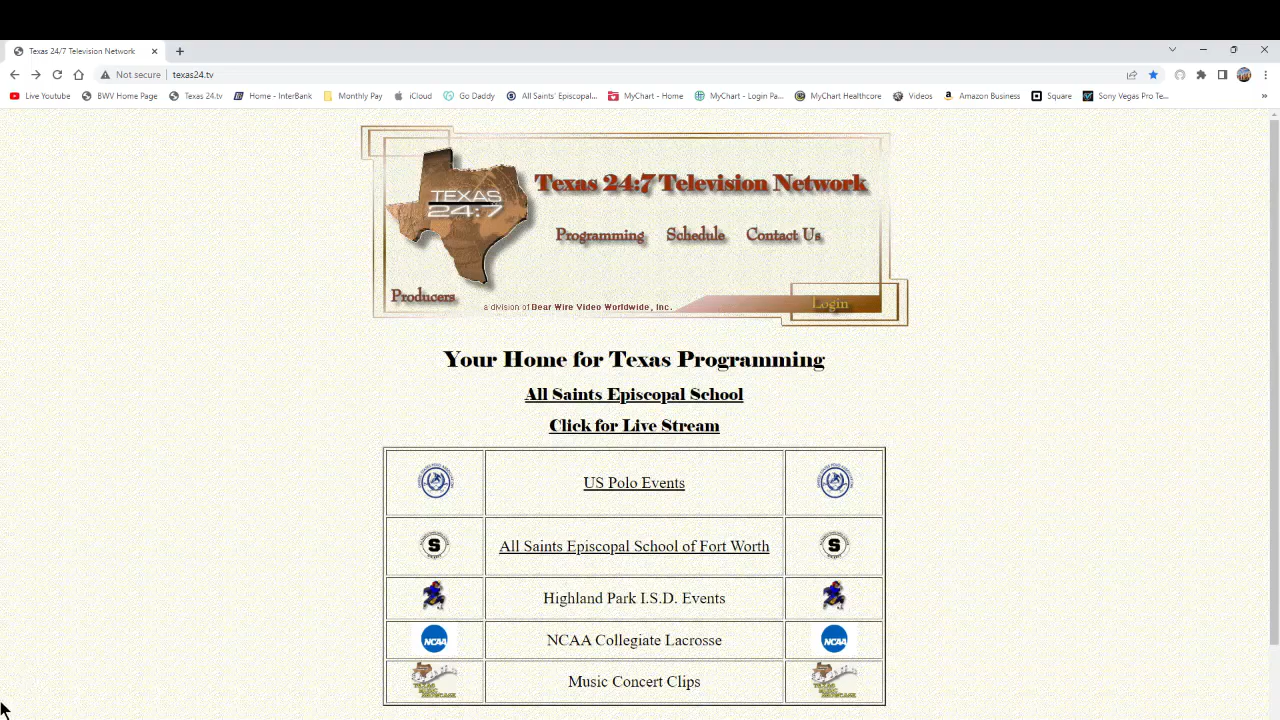 Texas 24/7 Television Network
Not secure texas24.tv
Live Youtube BWV Home Page Texas 24.tv Home - InterBank Monthly Pay iCloud Go Daddy All Saints' Episcopal... MyChart - Home MyChart - Login Pa... MyChart Healthcore Videos Amazon Business Square Sony Vegas Pro Te... »
TEXAS
24:7
Texas 24:7 Television Network
Programming Schedule Contact Us
Producers
a division of Bear Wire Video Worldwide, Inc.
Login
Your Home for Texas Programming
All Saints Episcopal School
Click for Live Stream
US Polo Events
S All Saints Episcopal School of Fort Worth S
Highland Park I.S.D. Events
NCAA NCAA Collegiate Lacrosse NCAA
Music Concert Clips